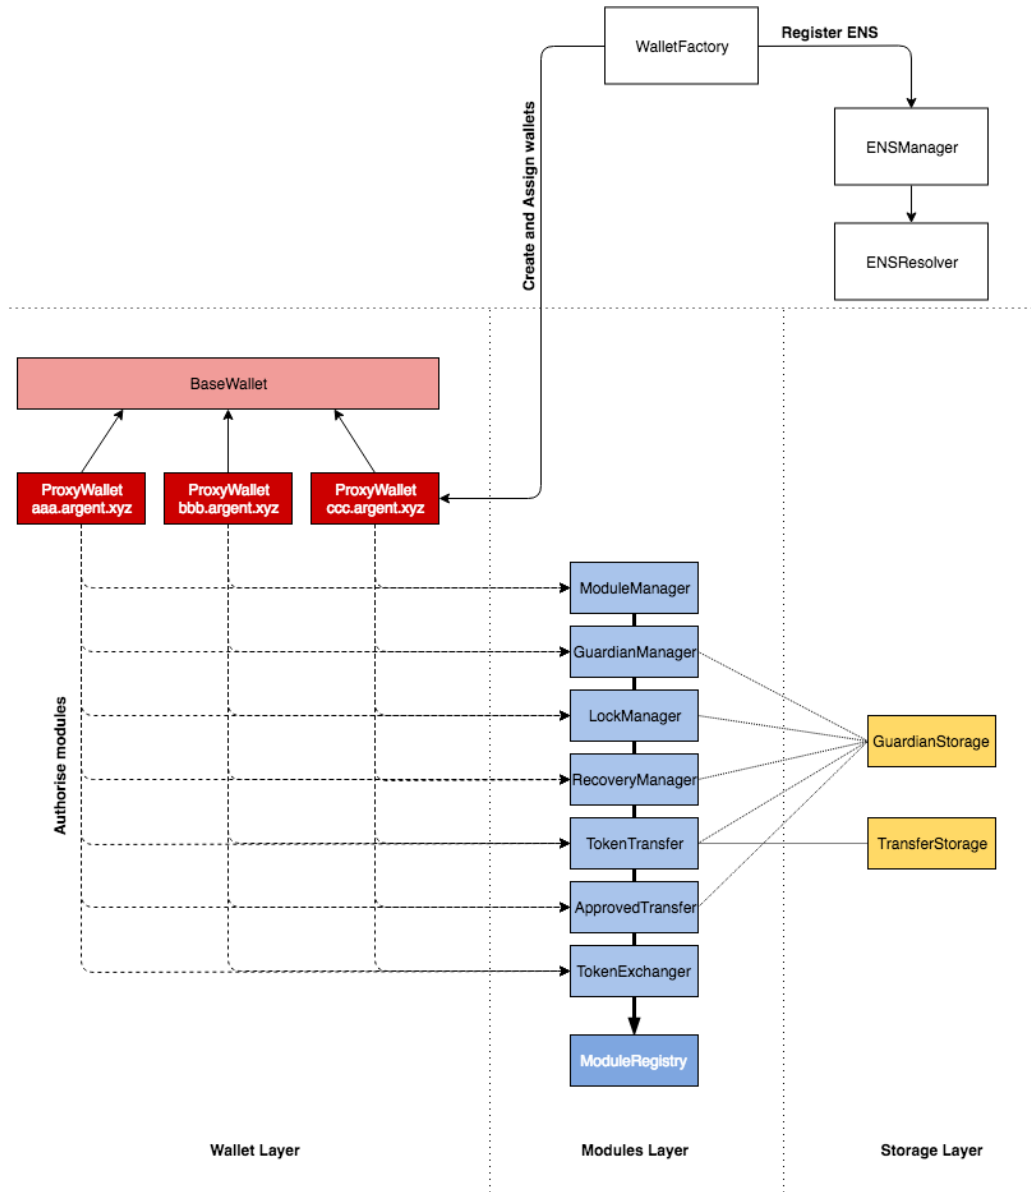 WalletFactory
Register ENS
Create and Assign wallets
ENSManager
ENSResolver
BaseWallet
ProxyWallet
aaa.argent.xyz
ProxyWallet
bbb.argent.xyz
ProxyWallet
ccc.argent.xyz
Authorise modules
ModuleManager
GuardianManager
LockManager
RecoveryManager
TokenTransfer
ApprovedTransfer
TokenExchanger
ModuleRegistry
GuardianStorage
TransferStorage
Wallet Layer
Modules Layer
Storage Layer